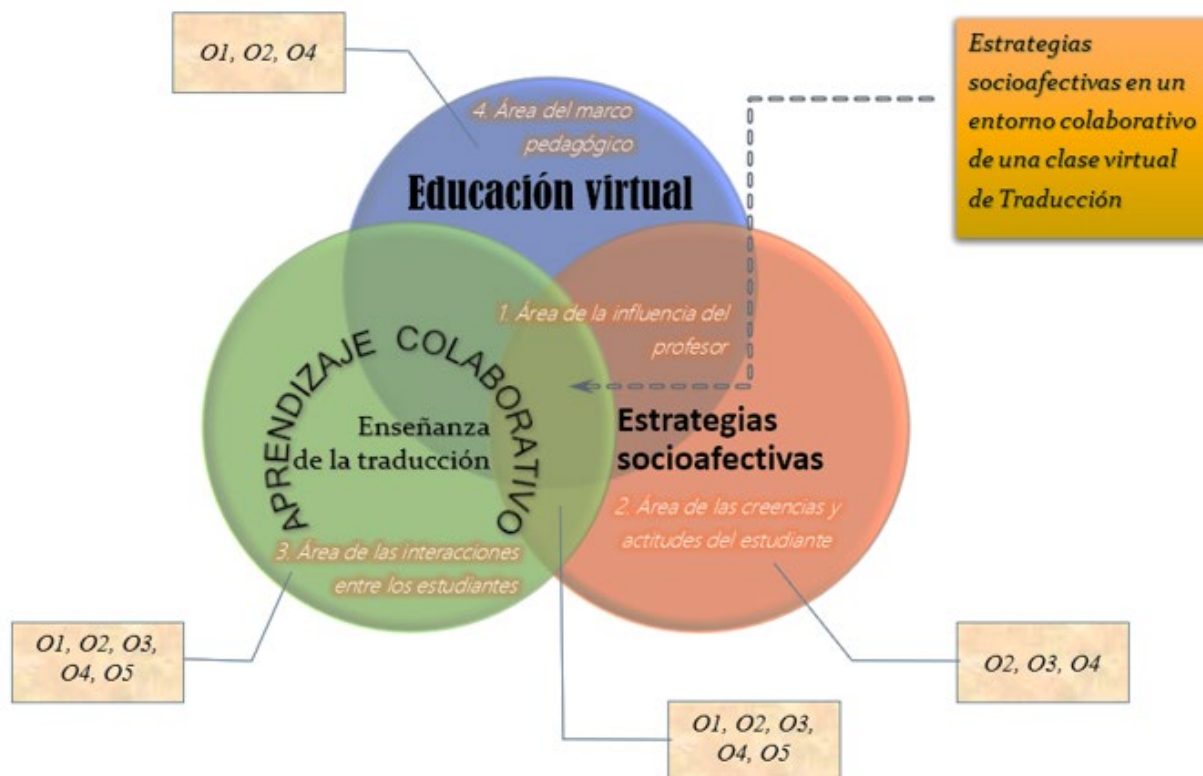 O1, O2, O4
4. Área del marco
pedagógico
Educación virtual
Estrategias
socioafectivas en un
entorno colaborativo
de una clase virtual
de Traducción
1. Área de la influencia del
profesor
APRENDIZAJE COLABORATIVO
Enseñanza
de la traducción
Estrategias
socioafectivas
2. Área de las creencias y
actitudes del estudiante
3. Área de las interacciones
entre los estudiantes
O1, O2, O3,
O4, O5
O2, O3, O4
O1, O2, O3,
O4, O5